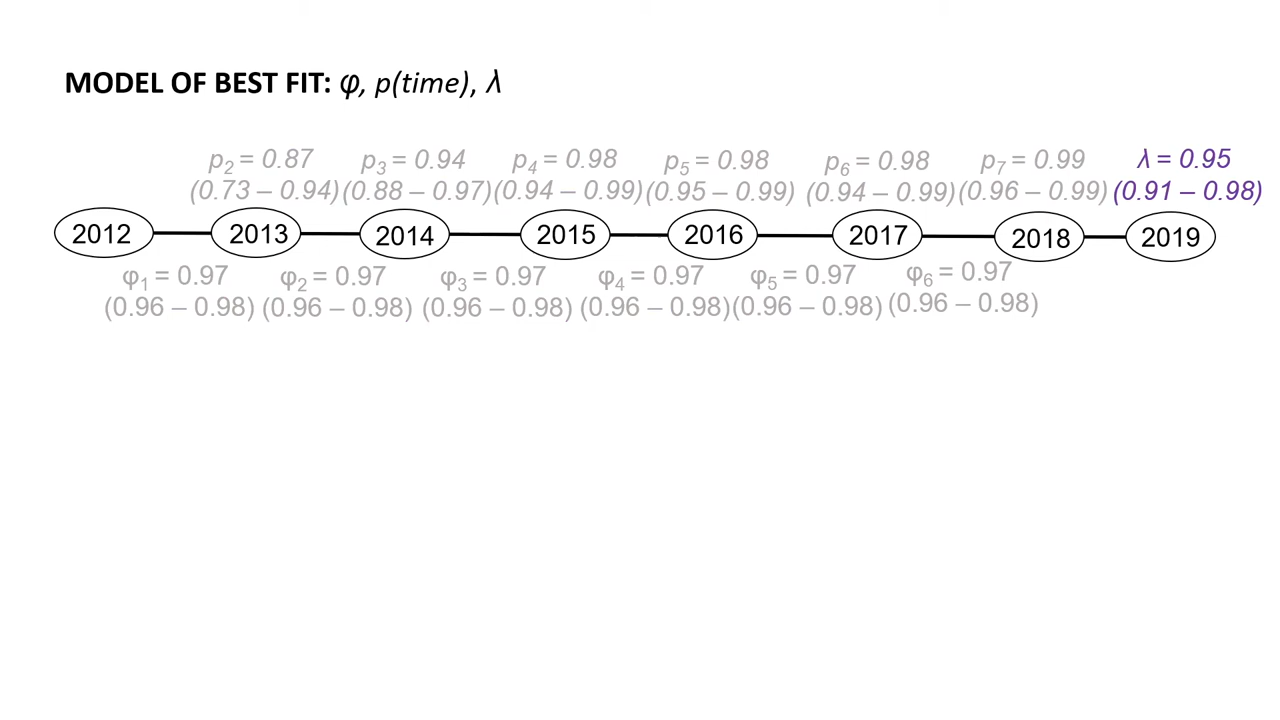 MODEL OF BEST FIT: φ, p(time), λ
p2 = 0.87 p3 = 0.94 p4 = 0.98 p5 = 0.98 p6 = 0.98 p7 = 0.99 λ = 0.95
(0.73 – 0.94) (0.88 – 0.97) (0.94 – 0.99) (0.95 – 0.99) (0.94 – 0.99) (0.96 – 0.99) (0.91 – 0.98)
2012 2013 2014 2015 2016 2017 2018 2019
φ1 = 0.97 φ2 = 0.97 φ3 = 0.97 φ4 = 0.97 φ5 = 0.97 φ6 = 0.97
(0.96 – 0.98) (0.96 – 0.98) (0.96 – 0.98) (0.96 – 0.98) (0.96 – 0.98) (0.96 – 0.98)